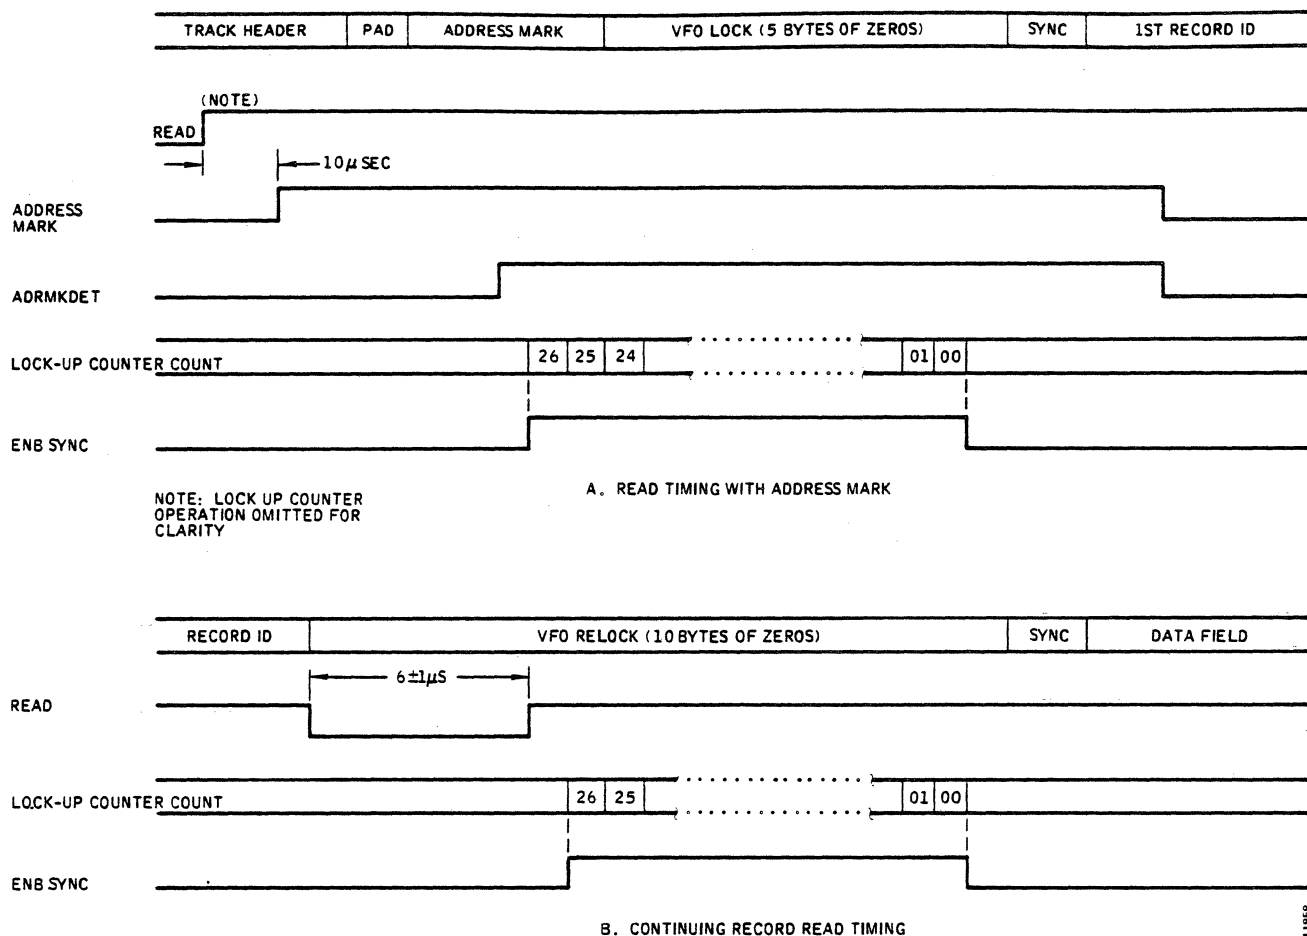 TRACK HEADER PAD ADDRESS MARK VFO LOCK (5 BYTES OF ZEROS) SYNC 1ST RECORD ID
(NOTE)
READ
10μ SEC
ADDRESS
MARK
ADRMKDET
LOCK-UP COUNTER COUNT 26 25 24 01 00
ENB SYNC
NOTE: LOCK UP COUNTER
OPERATION OMITTED FOR
CLARITY
A. READ TIMING WITH ADDRESS MARK
RECORD ID VFO RELOCK (10 BYTES OF ZEROS) SYNC DATA FIELD
6±1μS
READ
LOCK-UP COUNTER COUNT 26 25 01 00
ENB SYNC
B. CONTINUING RECORD READ TIMING